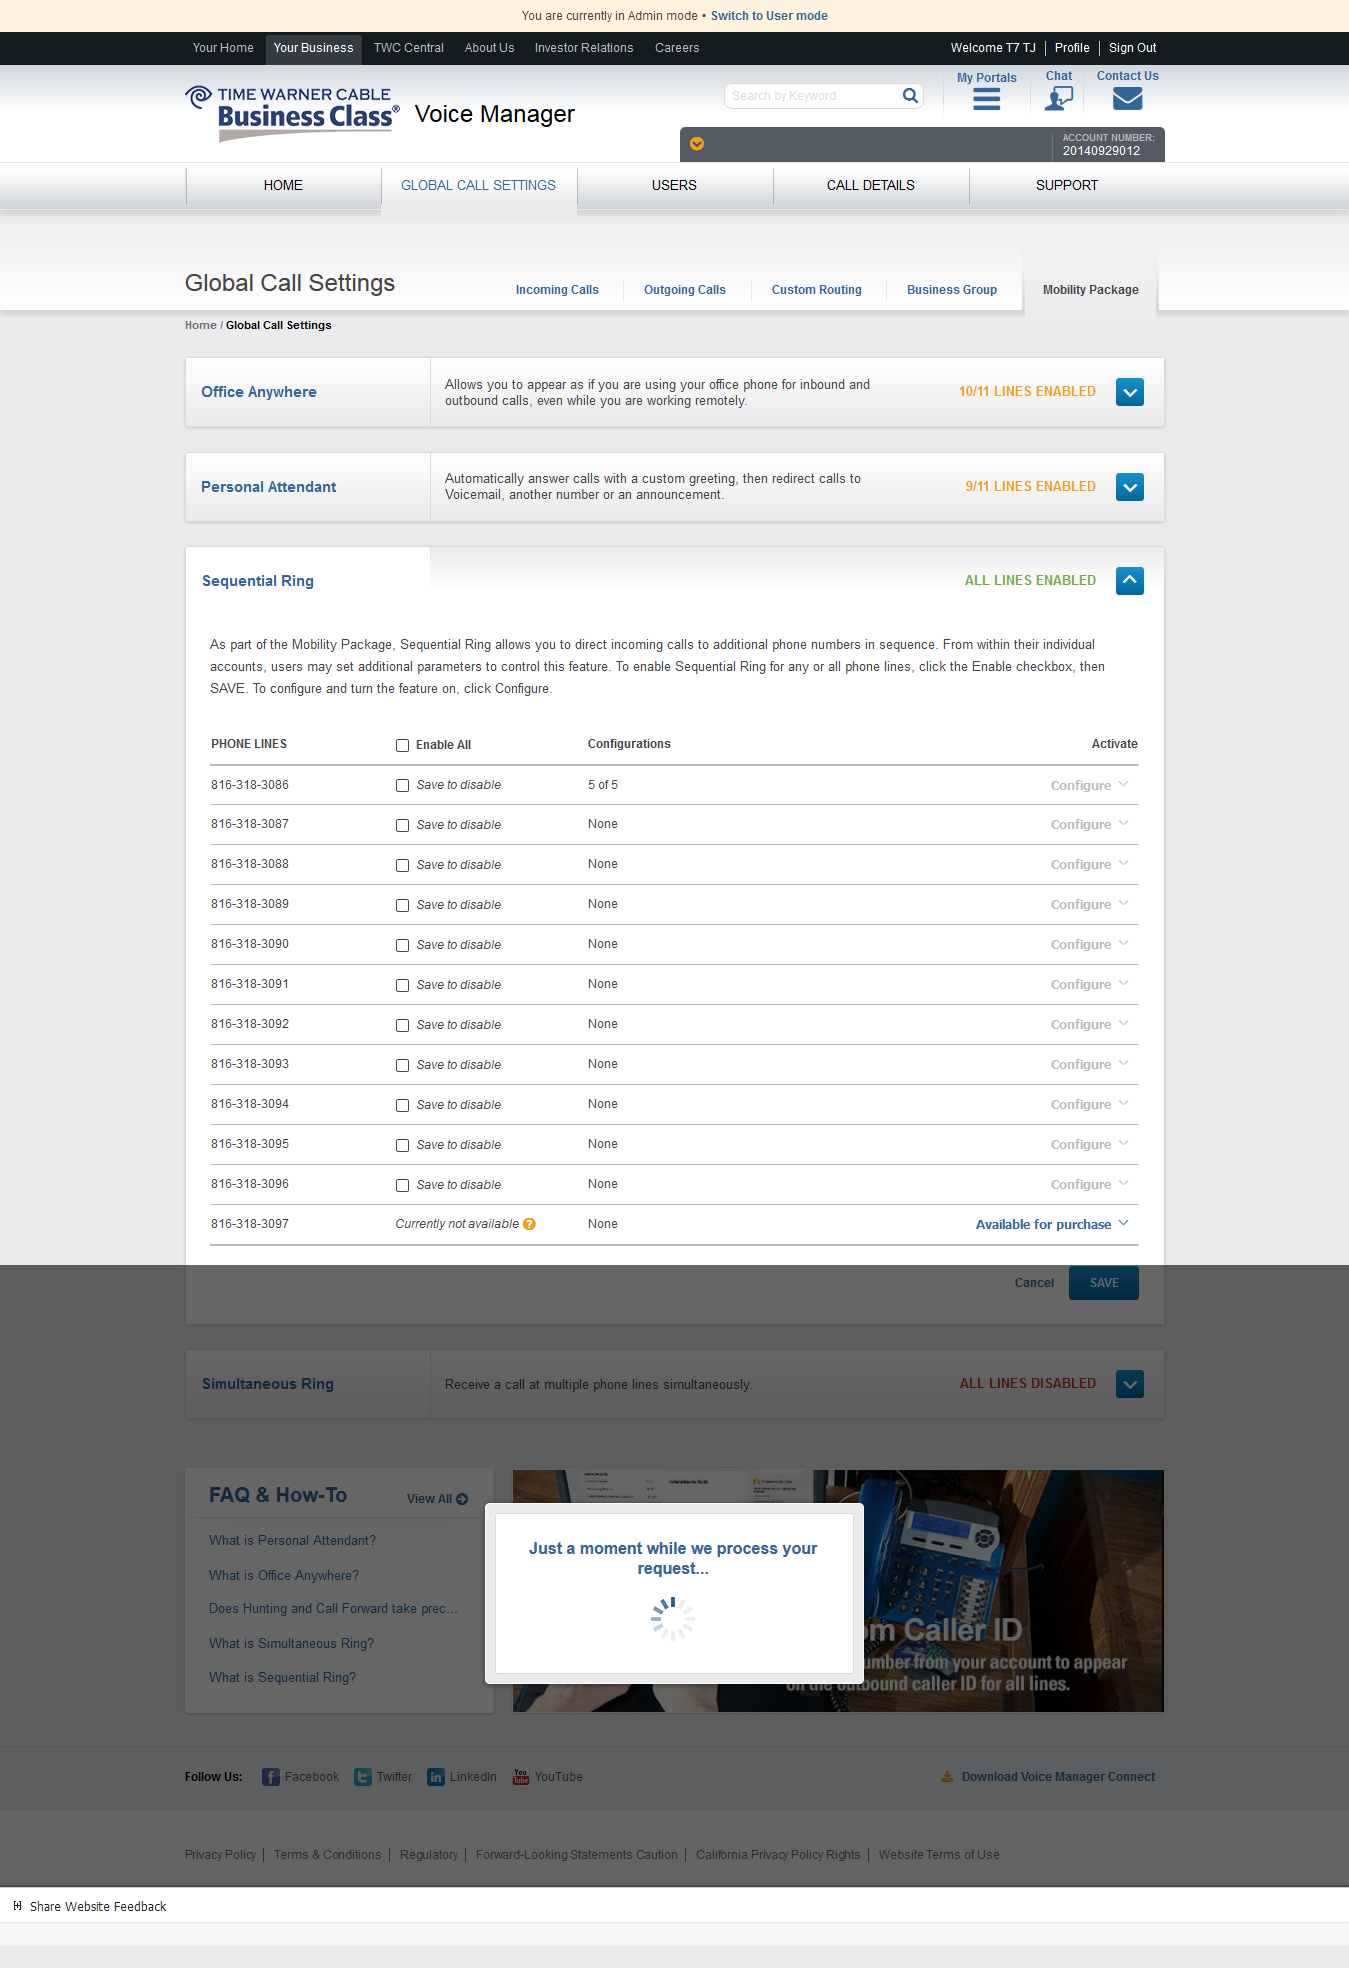 You are currently in Admin mode • Switch to User mode
Your Home Your Business TWC Central About Us Investor Relations Careers Welcome T7 TJ Profile Sign Out
TIME WARNER CABLE
Business Class®
Voice Manager
Search by Keyword
My Portals Chat Contact Us
ACCOUNT NUMBER:
20140929012
HOME GLOBAL CALL SETTINGS USERS CALL DETAILS SUPPORT
Global Call Settings
Incoming Calls Outgoing Calls Custom Routing Business Group Mobility Package
Home / Global Call Settings
Office Anywhere
Allows you to appear as if you are using your office phone for inbound and
outbound calls, even while you are working remotely.
10/11 LINES ENABLED
Personal Attendant
Automatically answer calls with a custom greeting, then redirect calls to
Voicemail, another number or an announcement.
9/11 LINES ENABLED
Sequential Ring
ALL LINES ENABLED
As part of the Mobility Package, Sequential Ring allows you to direct incoming calls to additional phone numbers in sequence. From within their individual
accounts, users may set additional parameters to control this feature. To enable Sequential Ring for any or all phone lines, click the Enable checkbox, then
SAVE. To configure and turn the feature on, click Configure.
PHONE LINES Enable All Configurations Activate
816-318-3086 Save to disable 5 of 5 Configure
816-318-3087 Save to disable None Configure
816-318-3088 Save to disable None Configure
816-318-3089 Save to disable None Configure
816-318-3090 Save to disable None Configure
816-318-3091 Save to disable None Configure
816-318-3092 Save to disable None Configure
816-318-3093 Save to disable None Configure
816-318-3094 Save to disable None Configure
816-318-3095 Save to disable None Configure
816-318-3096 Save to disable None Configure
816-318-3097 Currently not available ? None Available for purchase
Cancel SAVE
Simultaneous Ring
Receive a call at multiple phone lines simultaneously.
ALL LINES DISABLED
FAQ & How-To
View All
What is Personal Attendant?
What is Office Anywhere?
Does Hunting and Call Forward take prec...
What is Simultaneous Ring?
What is Sequential Ring?
Just a moment while we process your
request...
Caller ID
from your account to appear
outbound caller ID for all lines.
Follow Us: Facebook Twitter LinkedIn YouTube Download Voice Manager Connect
Privacy Policy Terms & Conditions Regulatory Forward-Looking Statements Caution California Privacy Policy Rights Website Terms of Use
Share Website Feedback